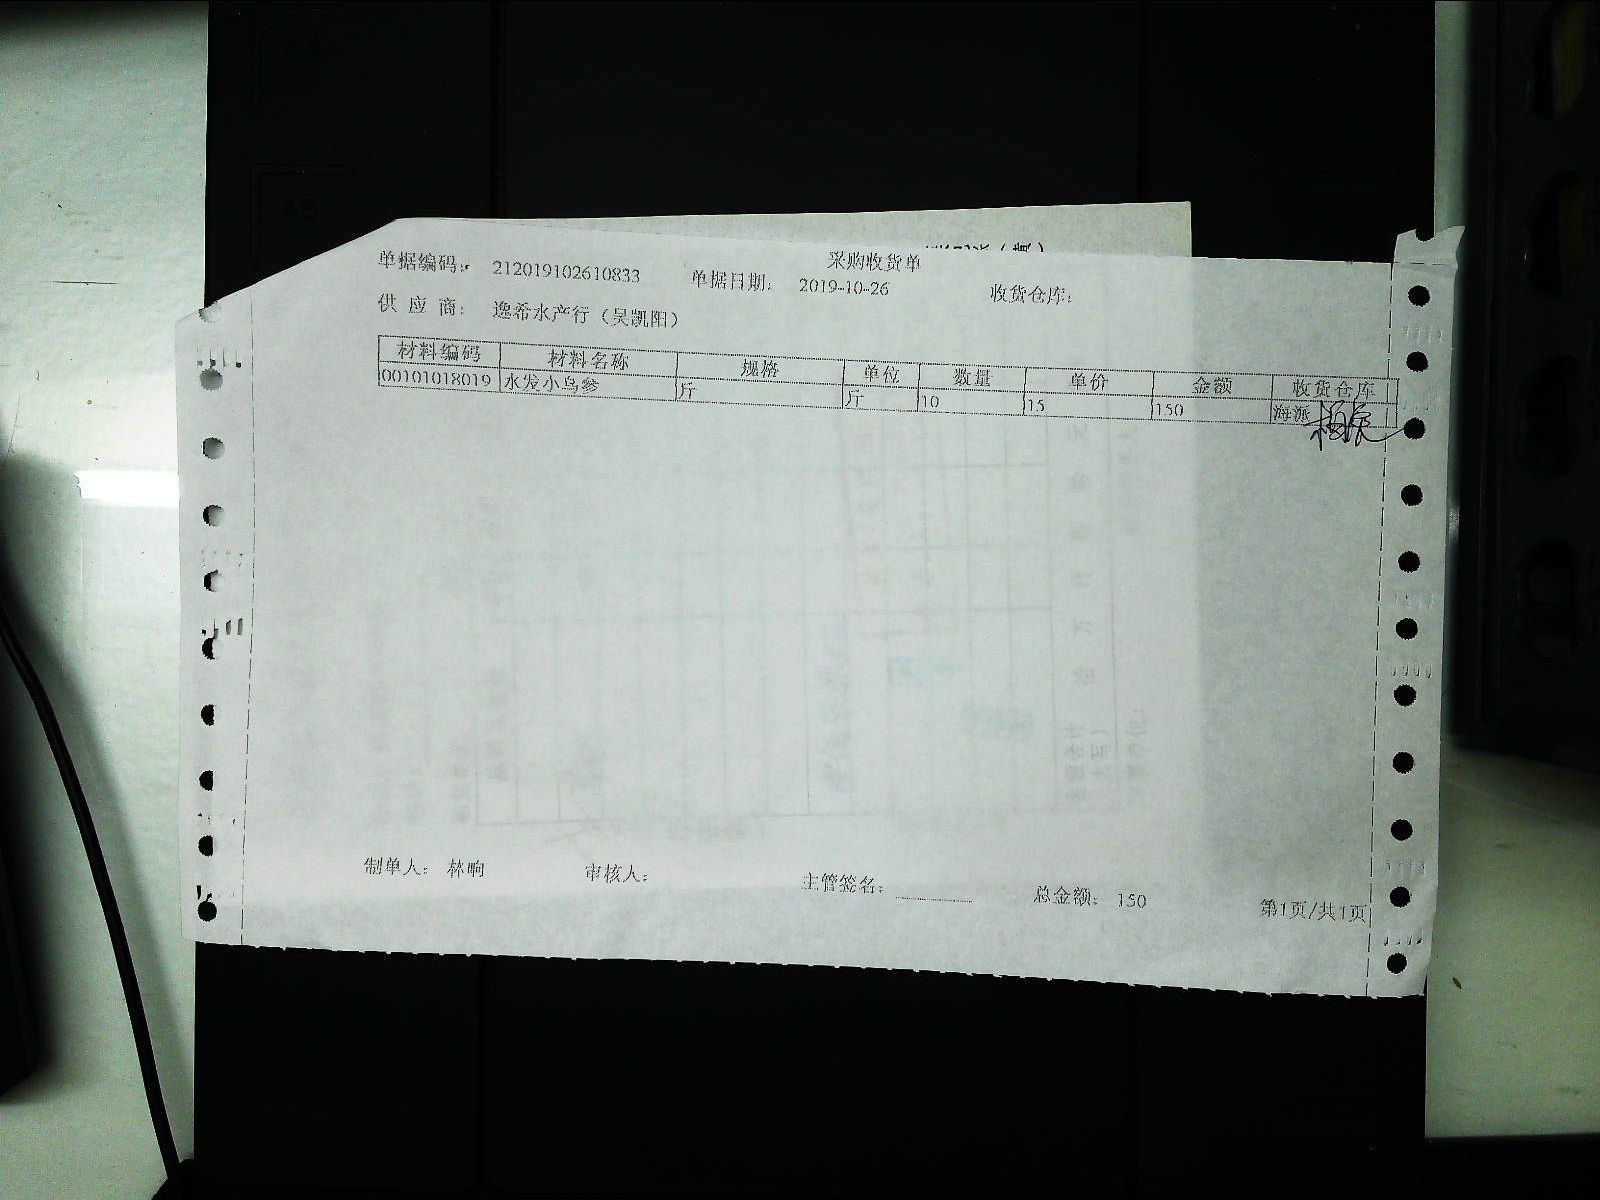 采购收货单
单据编码： 212019102610833 单据日期： 2019-10-26 收货仓库：
供 应 商： 逸希水产行（吴凯阳）
材料编码 材料名称 规格 单位 数量 单价 金额 收货仓库
00101018019 水发小乌参 斤 斤 10 15 150 海派
制单人： 林响 审核人： 主管签名： 总金额： 150
第1页/共1页